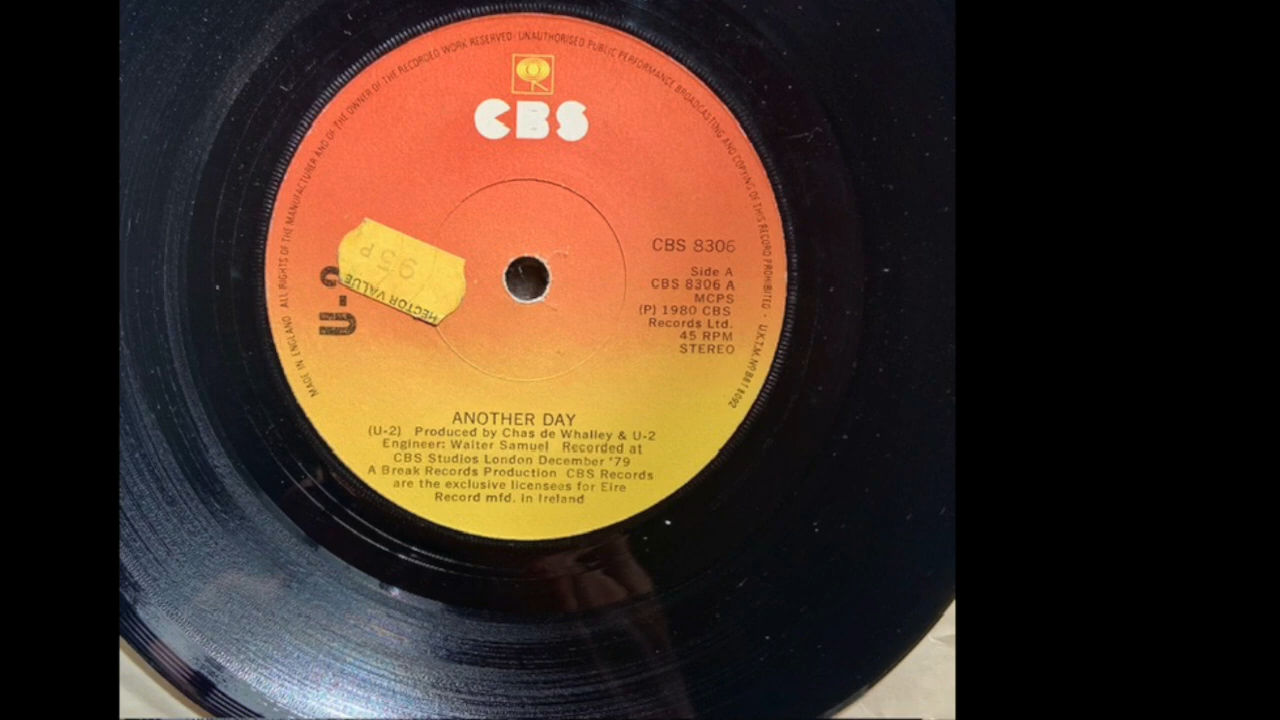 MADE IN ENGLAND ALL RIGHTS OF THE MANUFACTURER AND OF THE OWNER OF THE RECORDED WORK RESERVED · UNAUTHORISED PUBLIC PERFORMANCE BROADCASTING AND COPYING OF THIS RECORD PROHIBITED · U.K.T.M. Nº 861 8092
CBS
U-2
95P
HECTOR VALUE
CBS 8306
Side A
CBS 8306 A
MCPS
(P) 1980 CBS
Records Ltd.
45 RPM
STEREO
ANOTHER DAY
(U-2) Produced by Chas de Whalley & U-2
Engineer: Walter Samuel Recorded at
CBS Studios London December '79
A Break Records Production CBS Records
are the exclusive licensees for Eire
Record mfd. in Ireland